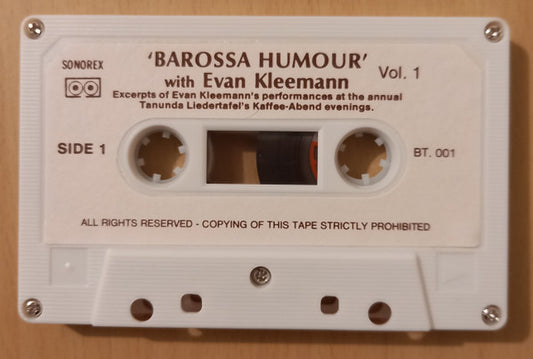 SONOREX
'BAROSSA HUMOUR'
with Evan Kleemann
Vol. 1
Excerpts of Evan Kleemann's performances at the annual
Tanunda Liedertafel's Kaffee-Abend evenings.
SIDE 1
BT. 001
ALL RIGHTS RESERVED - COPYING OF THIS TAPE STRICTLY PROHIBITED